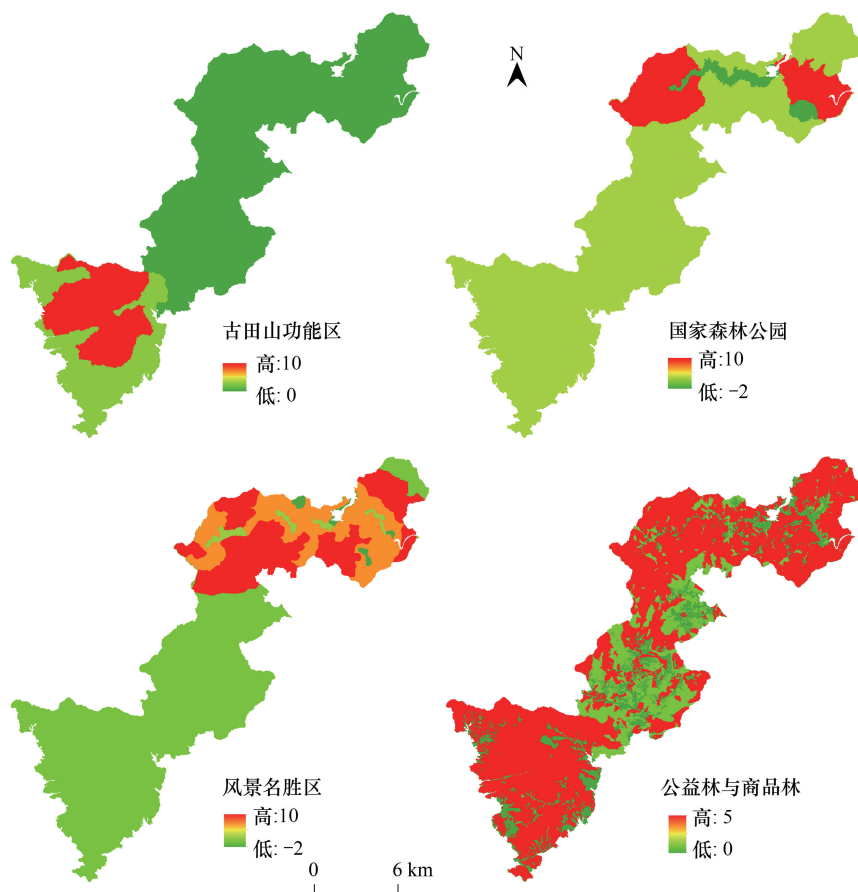 N
古田山功能区
高:10
低: 0
国家森林公园
高:10
低: -2
风景名胜区
高:10
低: -2
公益林与商品林
高: 5
低: 0
0 6 km